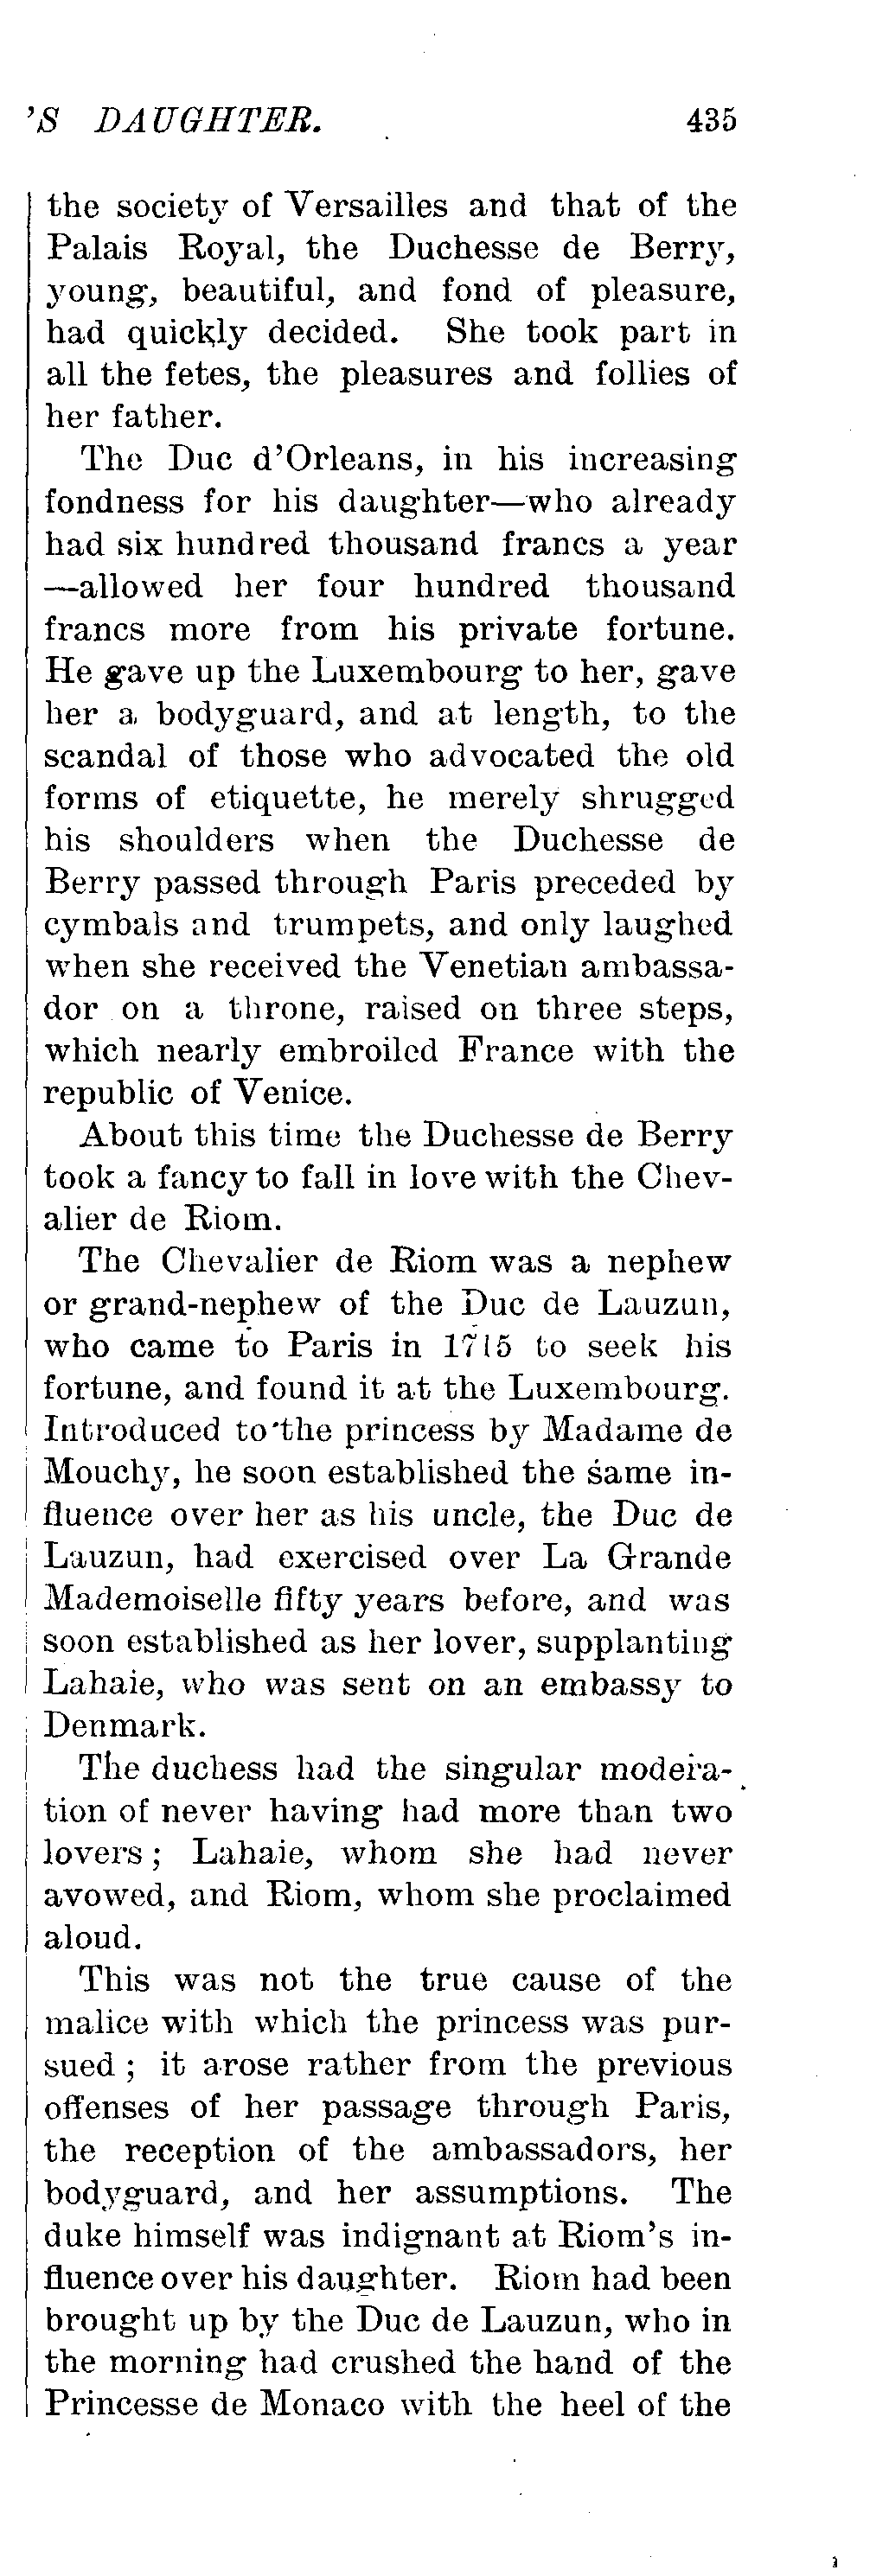 'S DAUGHTER. 435
the society of Versailles and that of the
Palais Royal, the Duchesse de Berry,
young, beautiful, and fond of pleasure,
had quickly decided. She took part in
all the fetes, the pleasures and follies of
her father.
The Duc d'Orleans, in his increasing
fondness for his daughter—who already
had six hundred thousand francs a year
—allowed her four hundred thousand
francs more from his private fortune.
He gave up the Luxembourg to her, gave
her a bodyguard, and at length, to the
scandal of those who advocated the old
forms of etiquette, he merely shrugged
his shoulders when the Duchesse de
Berry passed through Paris preceded by
cymbals and trumpets, and only laughed
when she received the Venetian ambassa-
dor on a throne, raised on three steps,
which nearly embroiled France with the
republic of Venice.
About this time the Duchesse de Berry
took a fancy to fall in love with the Chev-
alier de Riom.
The Chevalier de Riom was a nephew
or grand-nephew of the Duc de Lauzun,
who came to Paris in 1715 to seek his
fortune, and found it at the Luxembourg.
Introduced to the princess by Madame de
Mouchy, he soon established the same in-
fluence over her as his uncle, the Duc de
Lauzun, had exercised over La Grande
Mademoiselle fifty years before, and was
soon established as her lover, supplanting
Lahaie, who was sent on an embassy to
Denmark.
The duchess had the singular modera-
tion of never having had more than two
lovers; Lahaie, whom she had never
avowed, and Riom, whom she proclaimed
aloud.
This was not the true cause of the
malice with which the princess was pur-
sued; it arose rather from the previous
offenses of her passage through Paris,
the reception of the ambassadors, her
bodyguard, and her assumptions. The
duke himself was indignant at Riom's in-
fluence over his daughter. Riom had been
brought up by the Duc de Lauzun, who in
the morning had crushed the hand of the
Princesse de Monaco with the heel of the